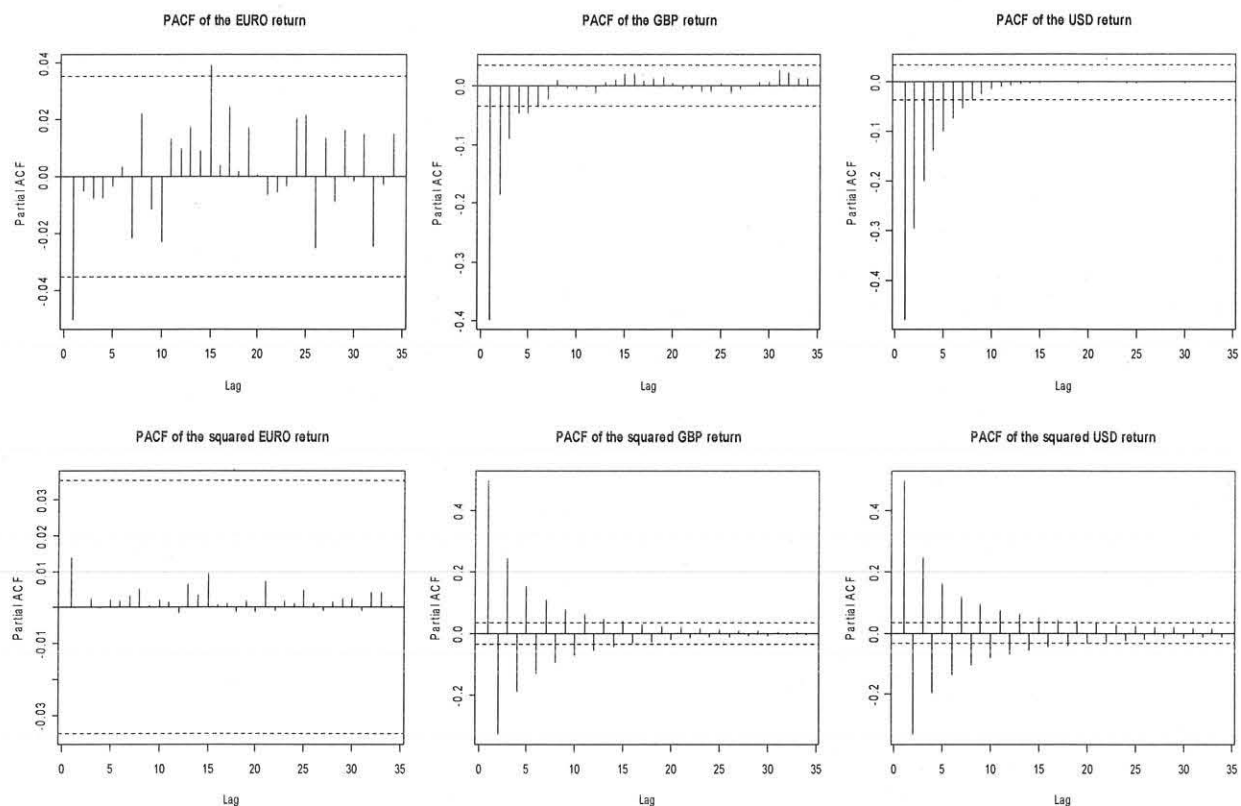 PACF of the EURO return
PACF of the GBP return
PACF of the USD return
Partial ACF
0.04
0.02
0.00
-0.02
-0.04
0 5 10 15 20 25 30 35
Lag
Partial ACF
0.0
-0.1
-0.2
-0.3
-0.4
0 5 10 15 20 25 30 35
Lag
Partial ACF
0.0
-0.1
-0.2
-0.3
-0.4
0 5 10 15 20 25 30 35
Lag
PACF of the squared EURO return
PACF of the squared GBP return
PACF of the squared USD return
Partial ACF
0.03
0.02
0.01
0
-0.01
-0.03
0 5 10 15 20 25 30 35
Lag
Partial ACF
0.4
0.2
0.0
-0.2
0 5 10 15 20 25 30 35
Lag
Partial ACF
0.4
0.2
0.0
-0.2
0 5 10 15 20 25 30 35
Lag